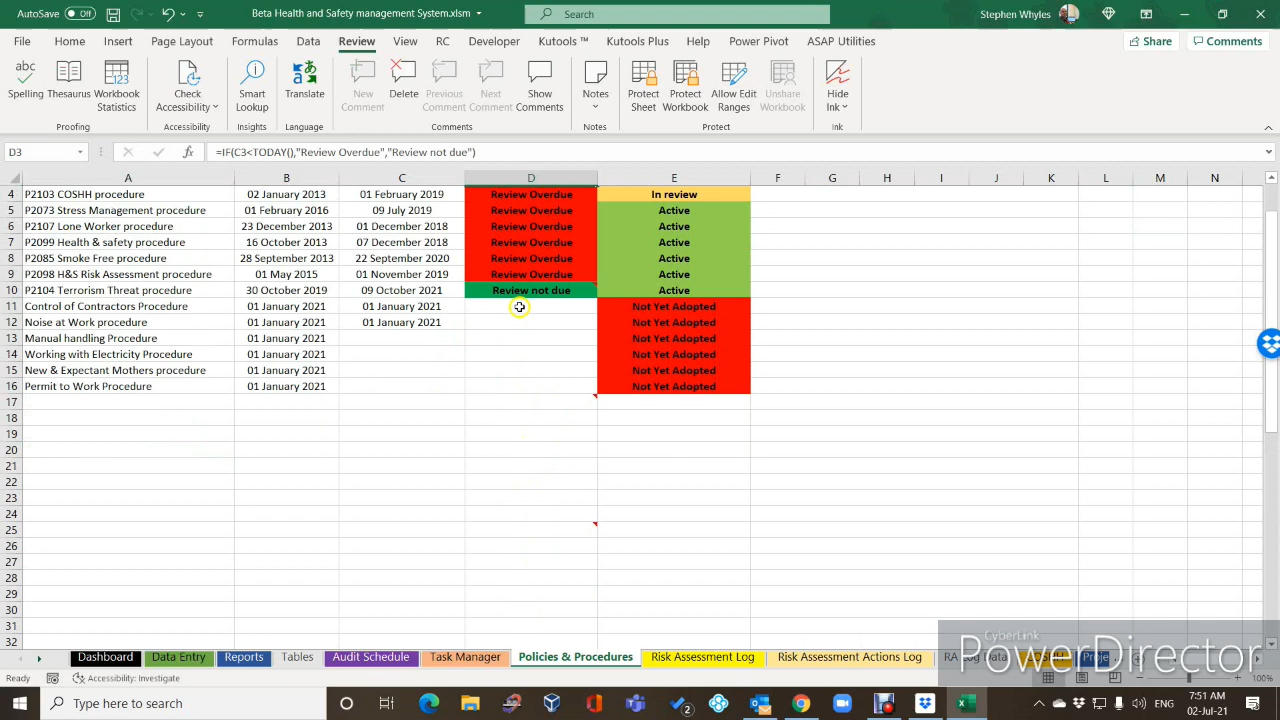 AutoSave Off Beta Health and Safety management System.xlsm Search Stephen Whyles
File Home Insert Page Layout Formulas Data Review View RC Developer Kutools ™ Kutools Plus Help Power Pivot ASAP Utilities Share Comments
abc
Spelling Thesaurus Workbook Statistics Check Accessibility Smart Lookup Translate New Comment Delete Previous Comment Next Comment Show Comments Notes Protect Sheet Protect Workbook Allow Edit Ranges Unshare Workbook Hide Ink
Proofing Accessibility Insights Language Comments Notes Protect Ink
D3 fx =IF(C3<TODAY(),"Review Overdue","Review not due")
A B C D E F G H I J K L M N
4 P2103 COSHH procedure 02 January 2013 01 February 2019 Review Overdue In review
5 P2073 Stress Management procedure 01 February 2016 09 July 2019 Review Overdue Active
6 P2107 Lone Worker procedure 23 December 2013 01 December 2018 Review Overdue Active
7 P2099 Health & safety procedure 16 October 2013 07 December 2018 Review Overdue Active
8 P2085 Smoke Free procedure 28 September 2013 22 September 2020 Review Overdue Active
9 P2098 H&S Risk Assessment procedure 01 May 2015 01 November 2019 Review Overdue Active
10 P2104 Terrorism Threat procedure 30 October 2019 09 October 2021 Review not due Active
11 Control of Contractors Procedure 01 January 2021 01 January 2021 Not Yet Adopted
12 Noise at Work procedure 01 January 2021 01 January 2021 Not Yet Adopted
13 Manual handling Procedure 01 January 2021 Not Yet Adopted
14 Working with Electricity Procedure 01 January 2021 Not Yet Adopted
15 New & Expectant Mothers procedure 01 January 2021 Not Yet Adopted
16 Permit to Work Procedure 01 January 2021 Not Yet Adopted
17
18
19
20
21
22
23
24
25
26
27
28
29
30
31
32
Dashboard Data Entry Reports Tables Audit Schedule Task Manager Policies & Procedures Risk Assessment Log Risk Assessment Actions Log RA Log Data COSHH Proje
CyberLink
PowerDirector
Ready Accessibility: Investigate 100%
Type here to search 2 ENG 7:51 AM
02-Jul-21